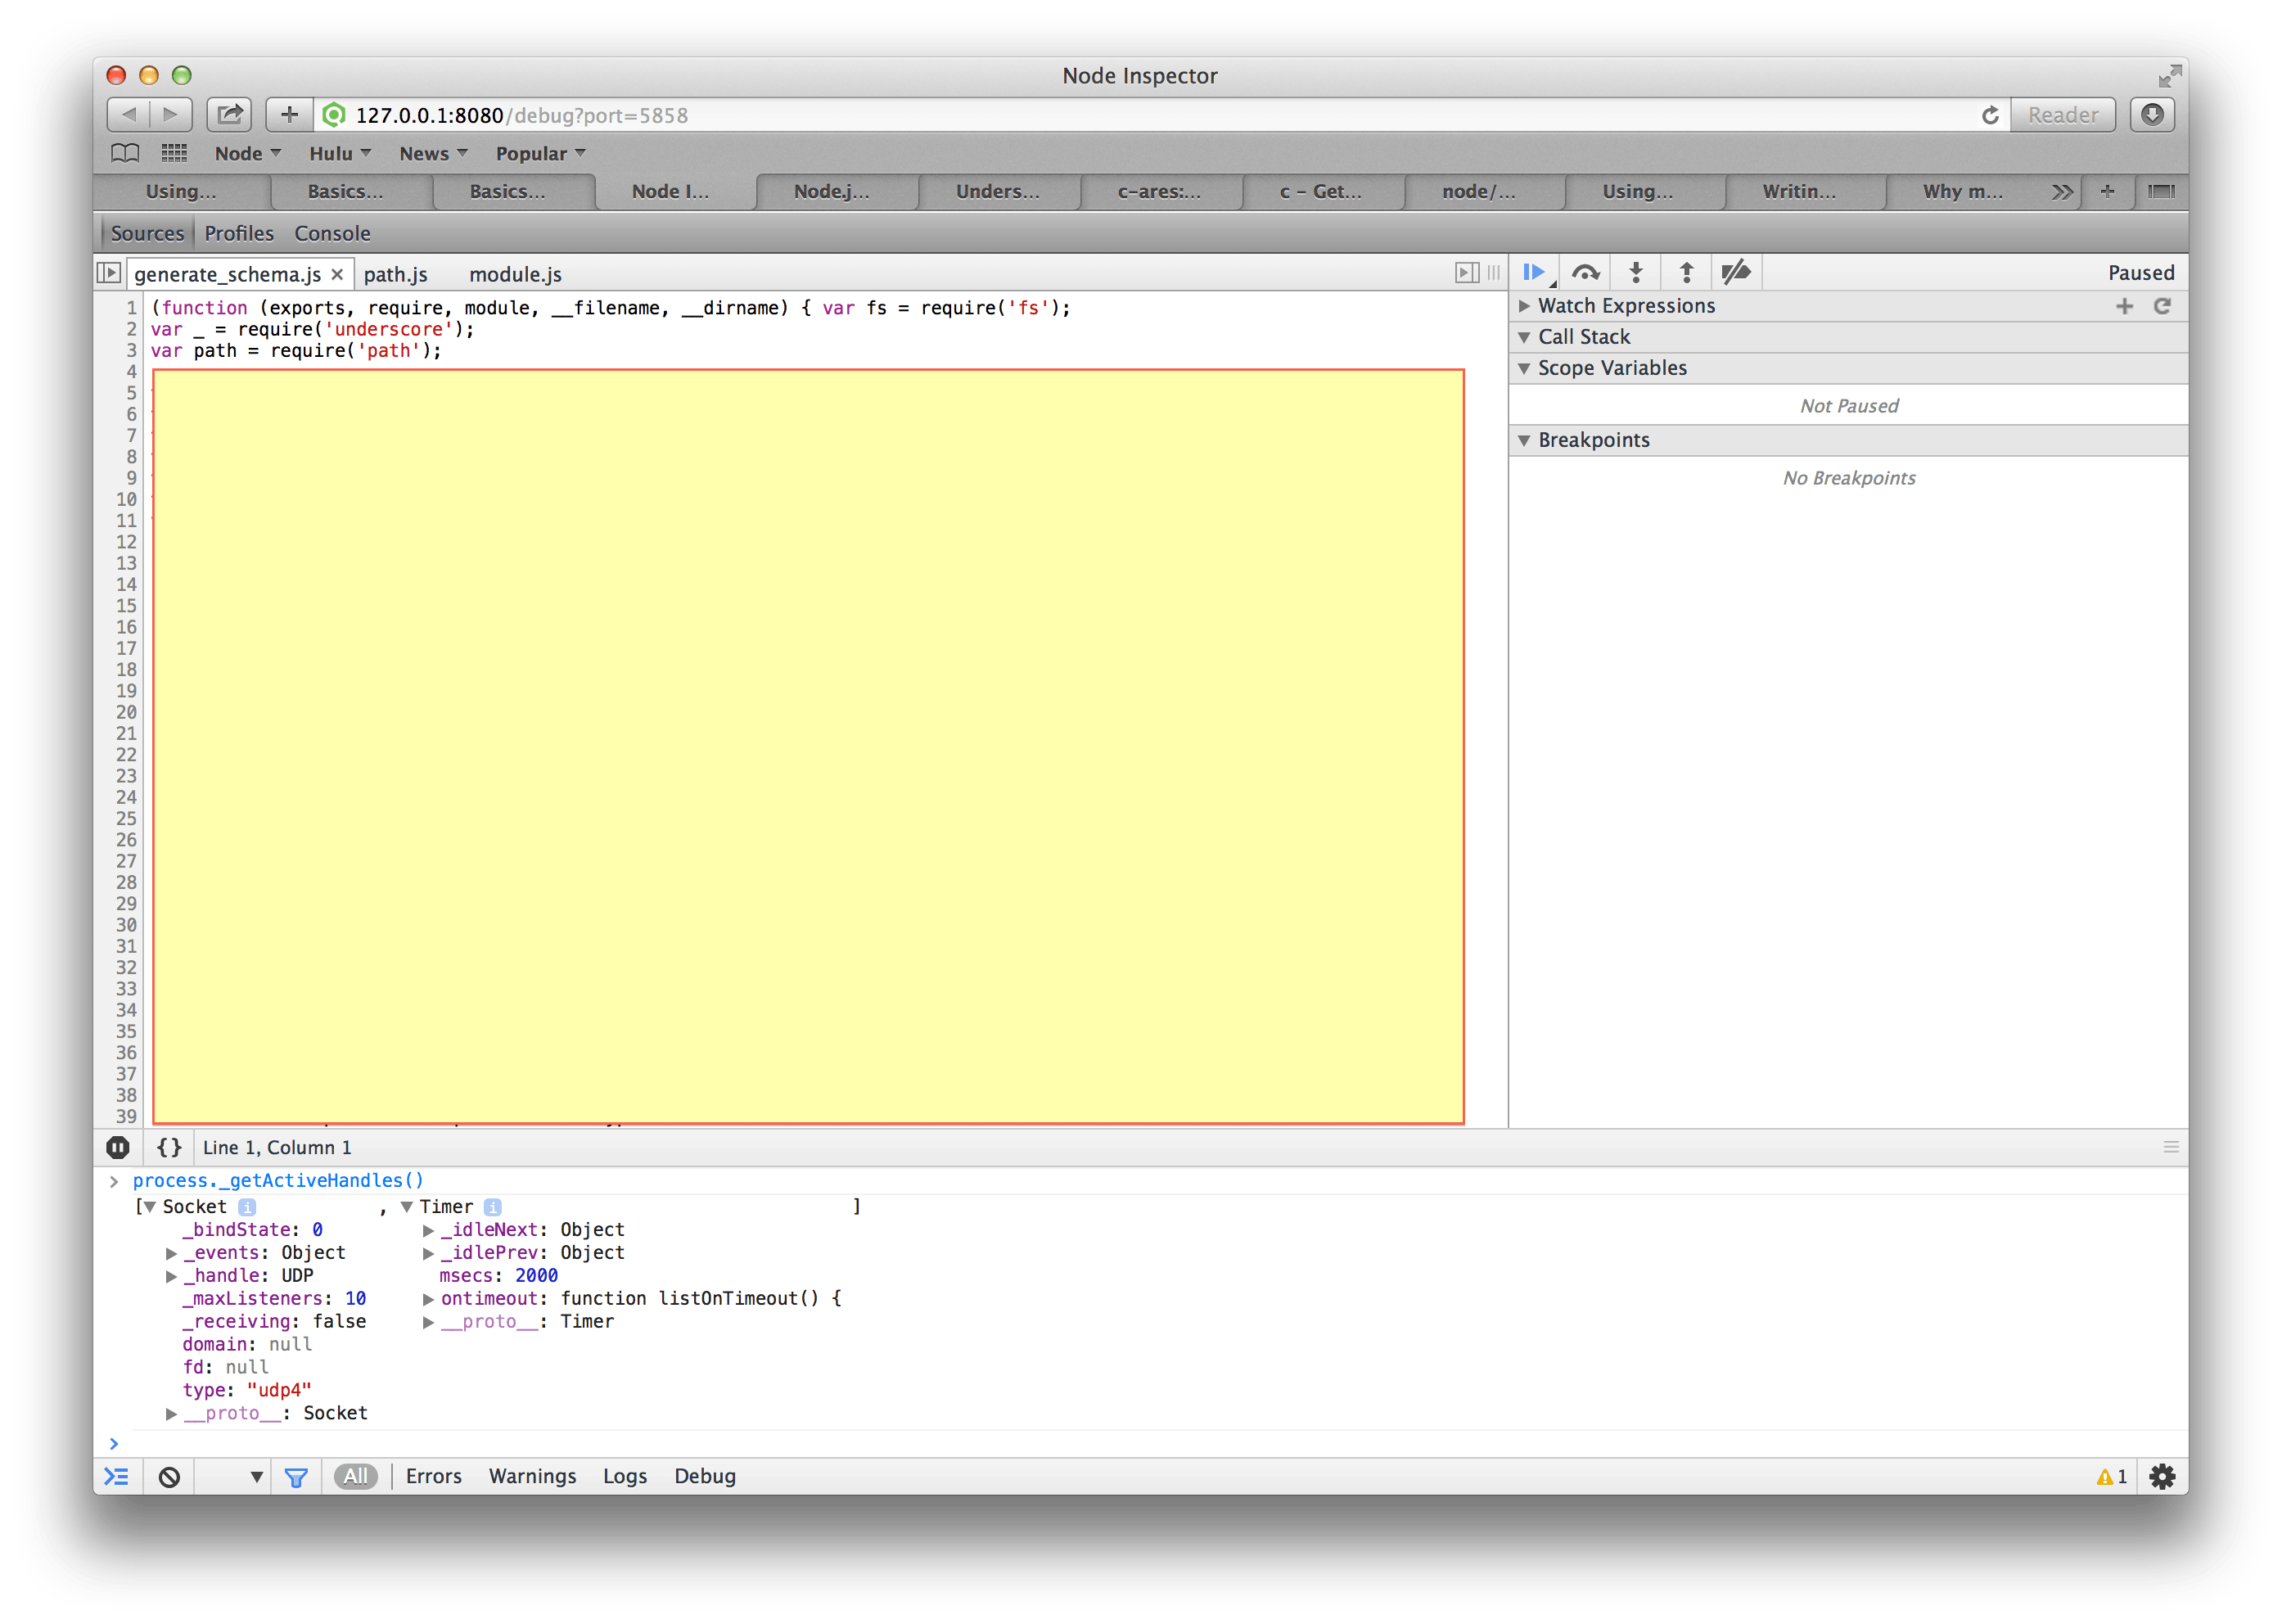 Node Inspector
127.0.0.1:8080/debug?port=5858
Reader
Node Hulu News Popular
Using... Basics... Basics... Node I... Node.j... Unders... c-ares:... c - Get... node/... Using... Writin... Why m...
Sources Profiles Console
generate_schema.js path.js module.js
Paused
1 (function (exports, require, module, __filename, __dirname) { var fs = require('fs');
2 var _ = require('underscore');
3 var path = require('path');
4
5
6
7
8
9
10
11
12
13
14
15
16
17
18
19
20
21
22
23
24
25
26
27
28
29
30
31
32
33
34
35
36
37
38
39
Watch Expressions
Call Stack
Scope Variables
Not Paused
Breakpoints
No Breakpoints
{} Line 1, Column 1
> process._getActiveHandles()
[▼ Socket i , ▼ Timer i ]
_bindState: 0 ▶ _idleNext: Object
▶ _events: Object ▶ _idlePrev: Object
▶ _handle: UDP msecs: 2000
_maxListeners: 10 ▶ ontimeout: function listOnTimeout() {
_receiving: false ▶ __proto__: Timer
domain: null
fd: null
type: "udp4"
▶ __proto__: Socket
>
All Errors Warnings Logs Debug 1